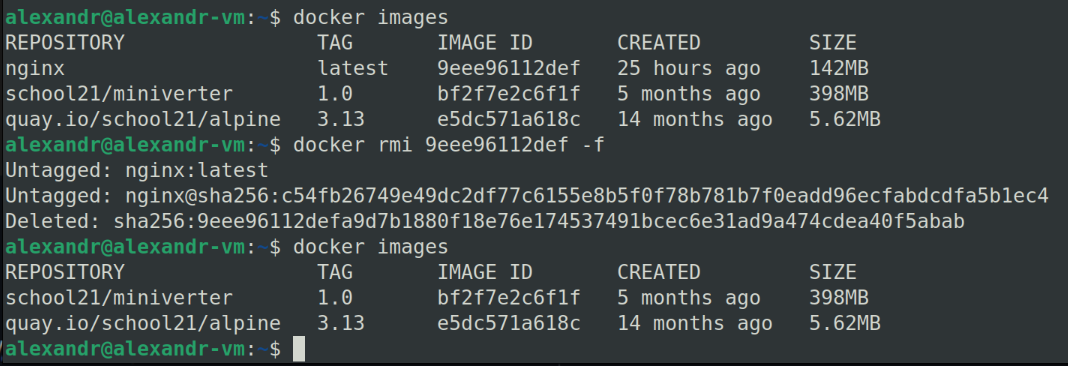 alexandr@alexandr-vm:~$ docker images
REPOSITORY                TAG       IMAGE ID       CREATED         SIZE
nginx                     latest    9eee96112def   25 hours ago    142MB
school21/miniverter       1.0       bf2f7e2c6f1f   5 months ago    398MB
quay.io/school21/alpine   3.13      e5dc571a618c   14 months ago   5.62MB
alexandr@alexandr-vm:~$ docker rmi 9eee96112def -f
Untagged: nginx:latest
Untagged: nginx@sha256:c54fb26749e49dc2df77c6155e8b5f0f78b781b7f0eadd96ecfabdcdfa5b1ec4
Deleted: sha256:9eee96112defa9d7b1880f18e76e174537491bcec6e31ad9a474cdea40f5abab
alexandr@alexandr-vm:~$ docker images
REPOSITORY                TAG       IMAGE ID       CREATED         SIZE
school21/miniverter       1.0       bf2f7e2c6f1f   5 months ago    398MB
quay.io/school21/alpine   3.13      e5dc571a618c   14 months ago   5.62MB
alexandr@alexandr-vm:~$